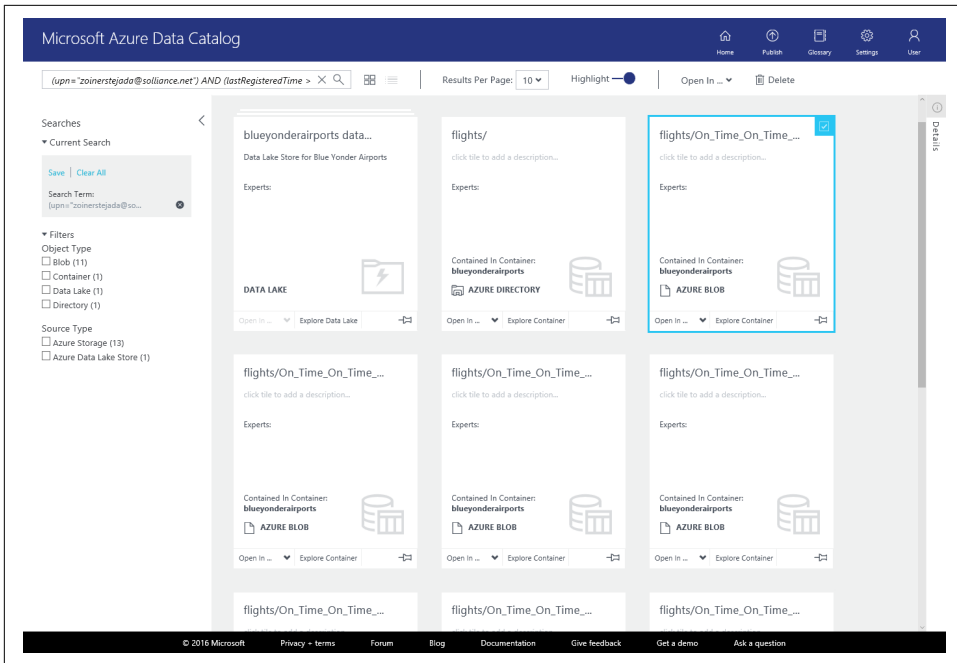 Microsoft Azure Data Catalog
Home
Publish
Glossary
Settings
User
(upn="zoinerstejada@solliance.net") AND (lastRegisteredTime >
Results Per Page: 10
Highlight
Open In ...
Delete
Searches
Current Search
Save | Clear All
Search Term:
(upn="zoinerstejada@so...
Filters
Object Type
Blob (11)
Container (1)
Data Lake (1)
Directory (1)
Source Type
Azure Storage (13)
Azure Data Lake Store (1)
blueyonderairports data...
Data Lake Store for Blue Yonder Airports
Experts:
DATA LAKE
Open In ... Explore Data Lake
flights/
click tile to add a description...
Experts:
Contained In Container:
blueyonderairports
AZURE DIRECTORY
Open In ... Explore Container
flights/On_Time_On_Time_...
click tile to add a description...
Experts:
Contained In Container:
blueyonderairports
AZURE BLOB
Open In ... Explore Container
Details
flights/On_Time_On_Time_...
click tile to add a description...
Experts:
Contained In Container:
blueyonderairports
AZURE BLOB
Open In ... Explore Container
flights/On_Time_On_Time_...
click tile to add a description...
Experts:
Contained In Container:
blueyonderairports
AZURE BLOB
Open In ... Explore Container
flights/On_Time_On_Time_...
click tile to add a description...
Experts:
Contained In Container:
blueyonderairports
AZURE BLOB
Open In ... Explore Container
flights/On_Time_On_Time_...
flights/On_Time_On_Time_...
flights/On_Time_On_Time_...
© 2016 Microsoft
Privacy + terms
Forum
Blog
Documentation
Give feedback
Get a demo
Ask a question